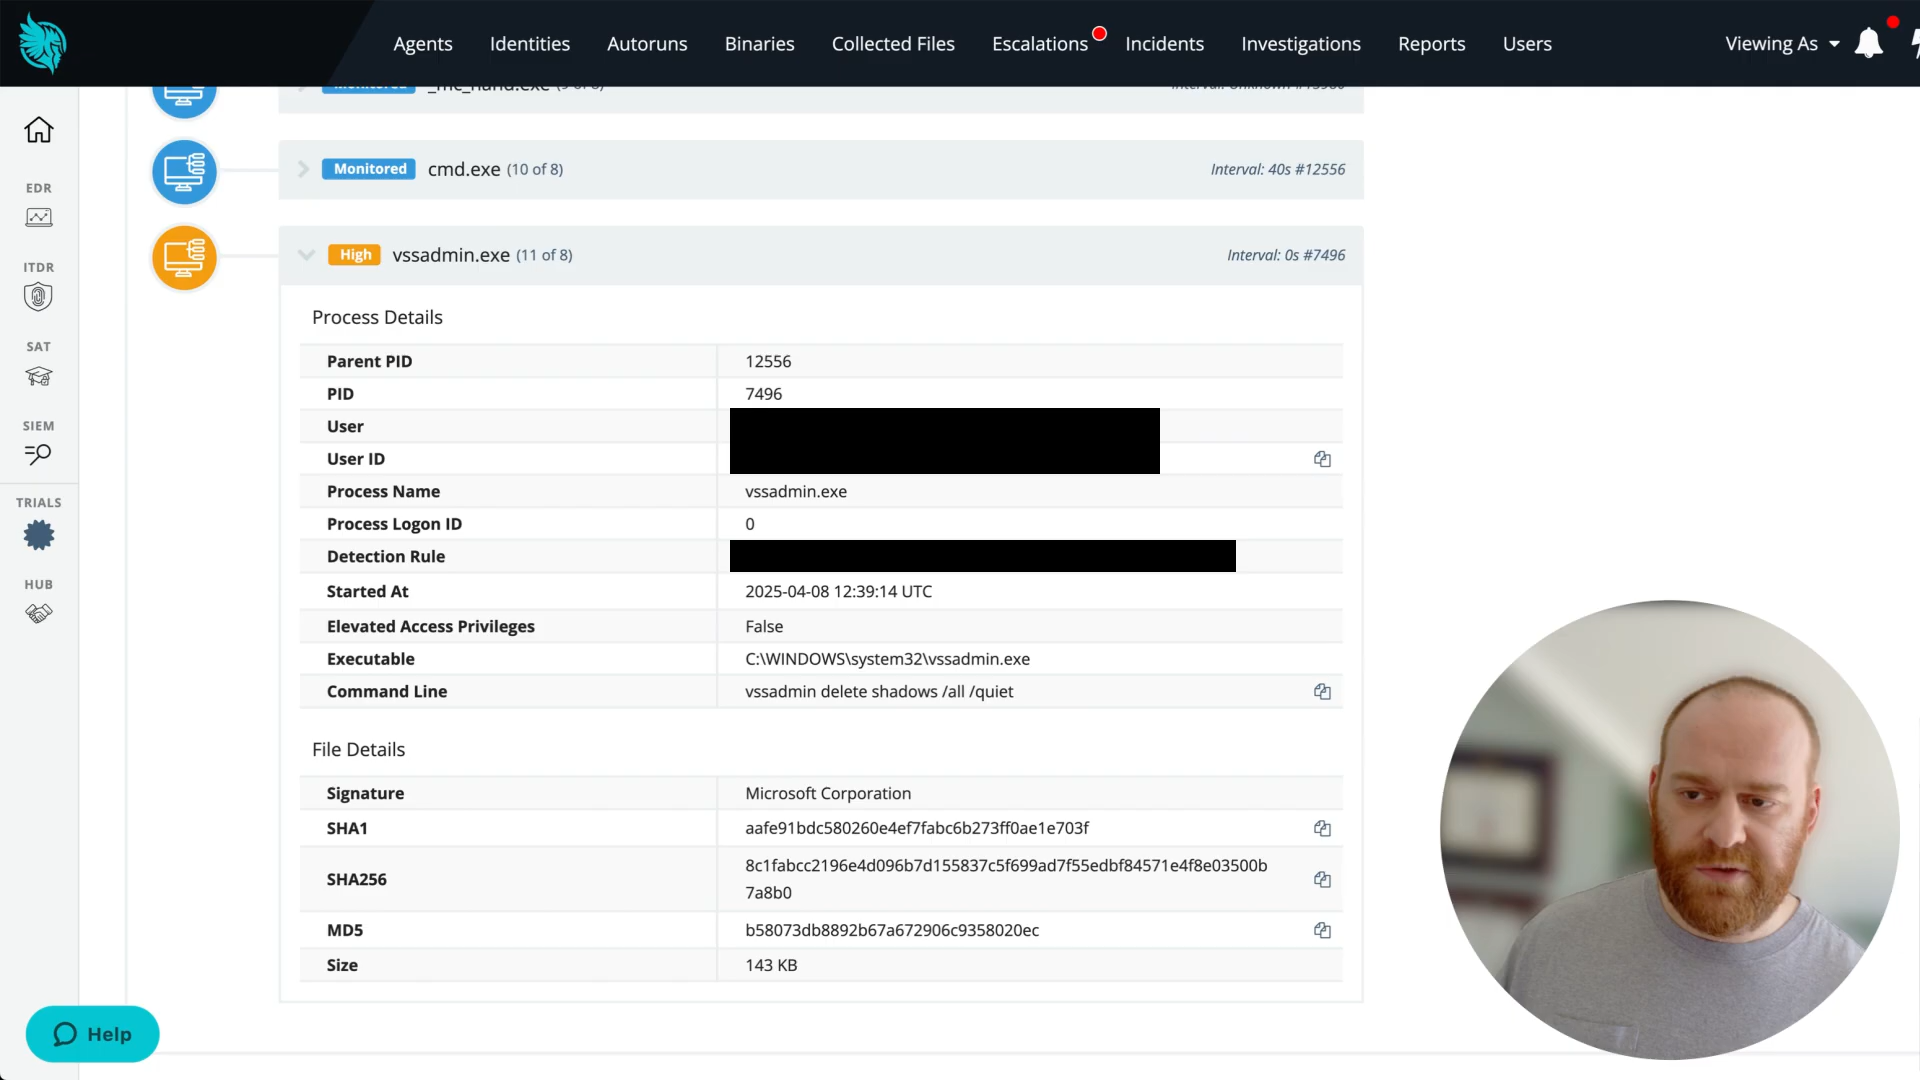 Agents Identities Autoruns Binaries Collected Files Escalations Incidents Investigations Reports Users Viewing As
Monitored cmd.exe (10 of 8) Interval: 40s #12556
High vssadmin.exe (11 of 8) Interval: 0s #7496
EDR
ITDR
SAT
SIEM
TRIALS
HUB
Process Details
Parent PID 12556
PID 7496
User
User ID
Process Name vssadmin.exe
Process Logon ID 0
Detection Rule
Started At 2025-04-08 12:39:14 UTC
Elevated Access Privileges False
Executable C:\WINDOWS\system32\vssadmin.exe
Command Line vssadmin delete shadows /all /quiet
File Details
Signature Microsoft Corporation
SHA1 aafe91bdc580260e4ef7fabc6b273ff0ae1e703f
SHA256 8c1fabcc2196e4d096b7d155837c5f699ad7f55edbf84571e4f8e03500b
7a8b0
MD5 b58073db8892b67a672906c9358020ec
Size 143 KB
Help